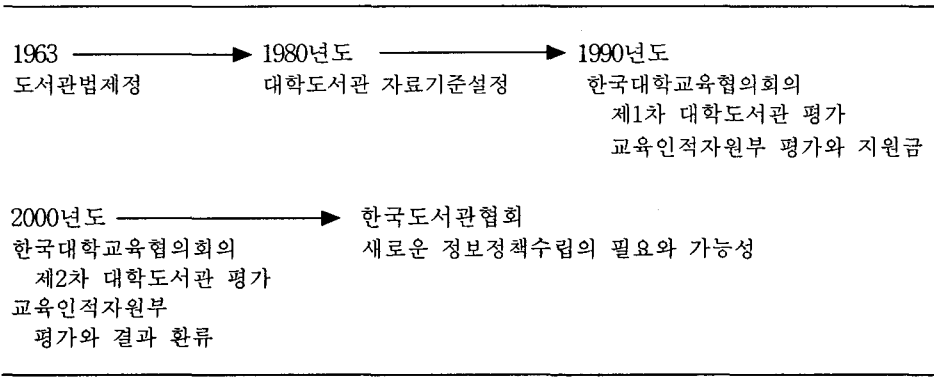 1963 → 1980년도 → 1990년도
도서관법제정 대학도서관 자료기준설정 한국대학교육협의회의
제1차 대학도서관 평가
교육인적자원부 평가와 지원금
2000년도 → 한국도서관협회
한국대학교육협의회의 새로운 정보정책수립의 필요와 가능성
제2차 대학도서관 평가
교육인적자원부
평가와 결과 환류